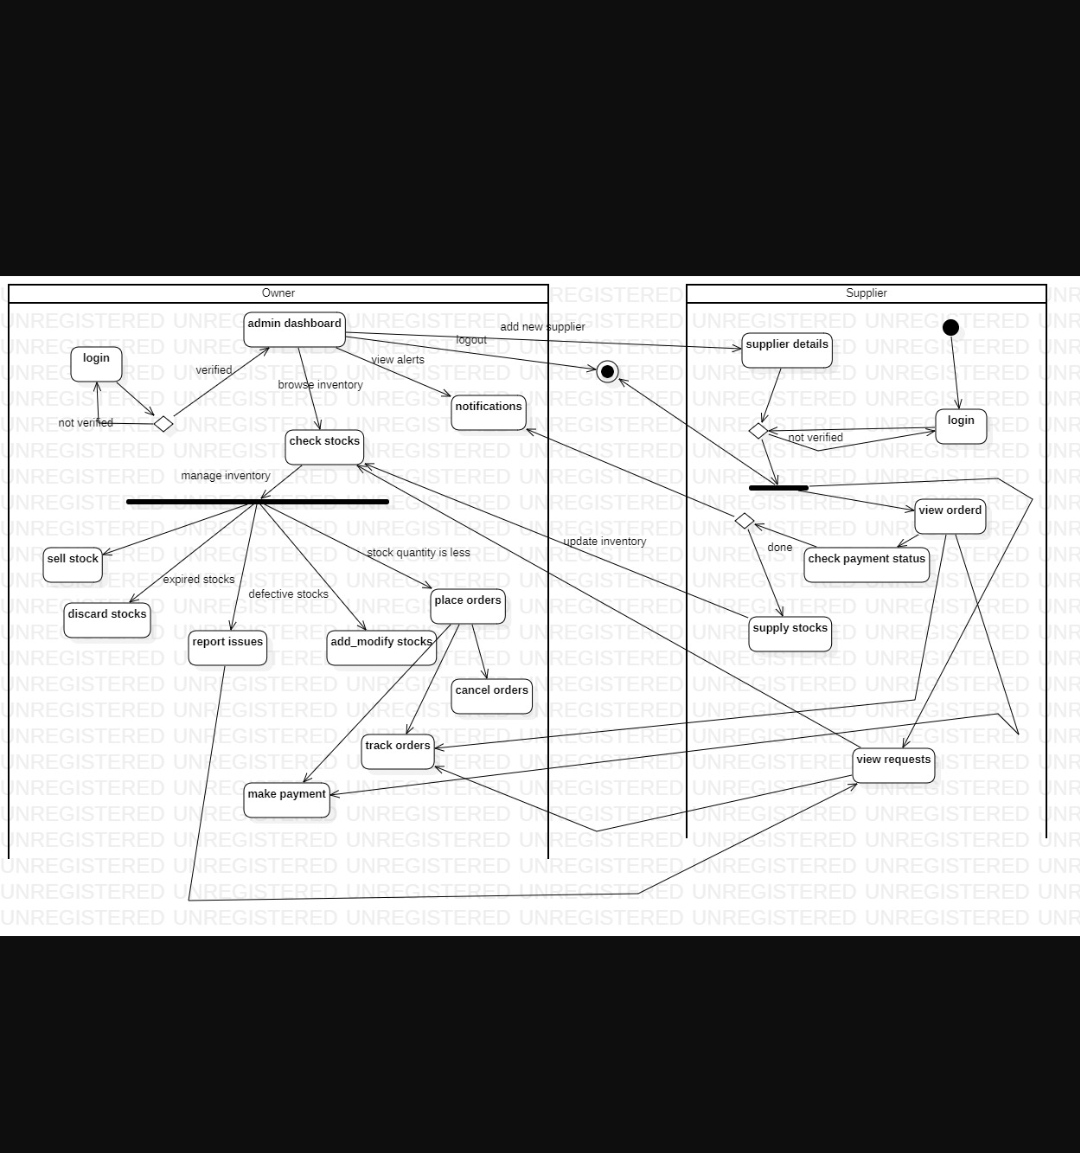 Owner
Supplier
admin dashboard
add new supplier
logout
supplier details
login
verified
view alerts
browse inventory
notifications
not verified
login
check stocks
not verified
manage inventory
view orderd
update inventory
done
stock quantity is less
sell stock
check payment status
expired stocks
defective stocks
place orders
discard stocks
supply stocks
report issues
add_modify stocks
cancel orders
track orders
view requests
make payment
UNREGISTERED